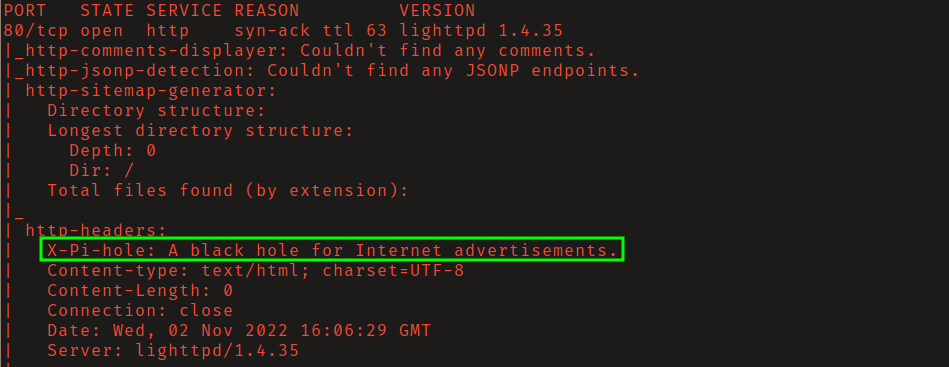 PORT   STATE SERVICE REASON         VERSION
80/tcp open  http    syn-ack ttl 63 lighttpd 1.4.35
|_http-comments-displayer: Couldn't find any comments.
|_http-jsonp-detection: Couldn't find any JSONP endpoints.
| http-sitemap-generator:
|   Directory structure:
|   Longest directory structure:
|     Depth: 0
|     Dir: /
|   Total files found (by extension):
|_
| http-headers:
|   X-Pi-hole: A black hole for Internet advertisements.
|   Content-type: text/html; charset=UTF-8
|   Content-Length: 0
|   Connection: close
|   Date: Wed, 02 Nov 2022 16:06:29 GMT
|   Server: lighttpd/1.4.35
|